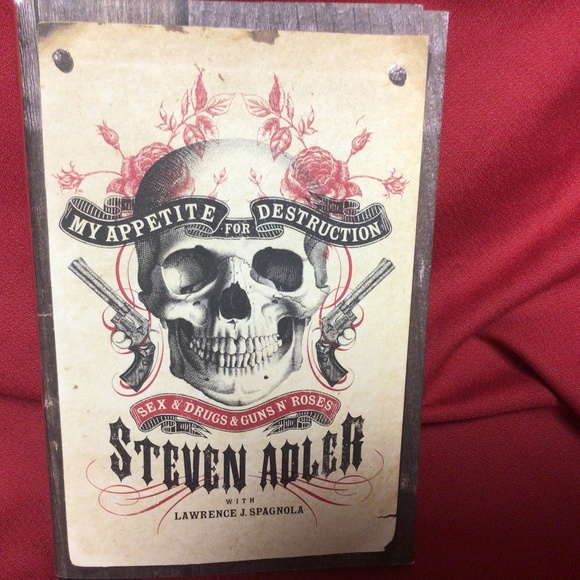 MY APPETITE FOR DESTRUCTION
SEX & DRUGS & GUNS N' ROSES
STEVEN ADLER
WITH
LAWRENCE J. SPAGNOLA